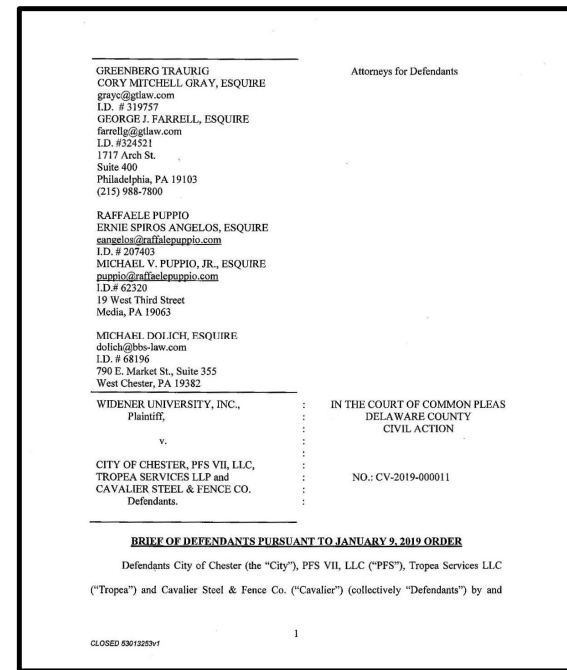 GREENBERG TRAURIG
CORY MITCHELL GRAY, ESQUIRE
grayc@gtlaw.com
I.D. # 319757
GEORGE J. FARRELL, ESQUIRE
farrellg@gtlaw.com
I.D. #324521
1717 Arch St.
Suite 400
Philadelphia, PA 19103
(215) 988-7800
Attorneys for Defendants
RAFFAELE PUPPIO
ERNIE SPIROS ANGELOS, ESQUIRE
eangelos@raffalepuppio.com
I.D. # 207403
MICHAEL V. PUPPIO, JR., ESQUIRE
puppio@raffaelepuppio.com
I.D.# 62320
19 West Third Street
Media, PA 19063
MICHAEL DOLICH, ESQUIRE
dolich@bbs-law.com
I.D. # 68196
790 E. Market St., Suite 355
West Chester, PA 19382
WIDENER UNIVERSITY, INC., : IN THE COURT OF COMMON PLEAS
Plaintiff, : DELAWARE COUNTY
: CIVIL ACTION
v. :
:
CITY OF CHESTER, PFS VII, LLC, :
TROPEA SERVICES LLP and : NO.: CV-2019-000011
CAVALIER STEEL & FENCE CO. :
Defendants. :
BRIEF OF DEFENDANTS PURSUANT TO JANUARY 9, 2019 ORDER
Defendants City of Chester (the “City”), PFS VII, LLC (“PFS”), Tropea Services LLC
(“Tropea”) and Cavalier Steel & Fence Co. (“Cavalier”) (collectively “Defendants”) by and
1
CLOSED 53013253v1